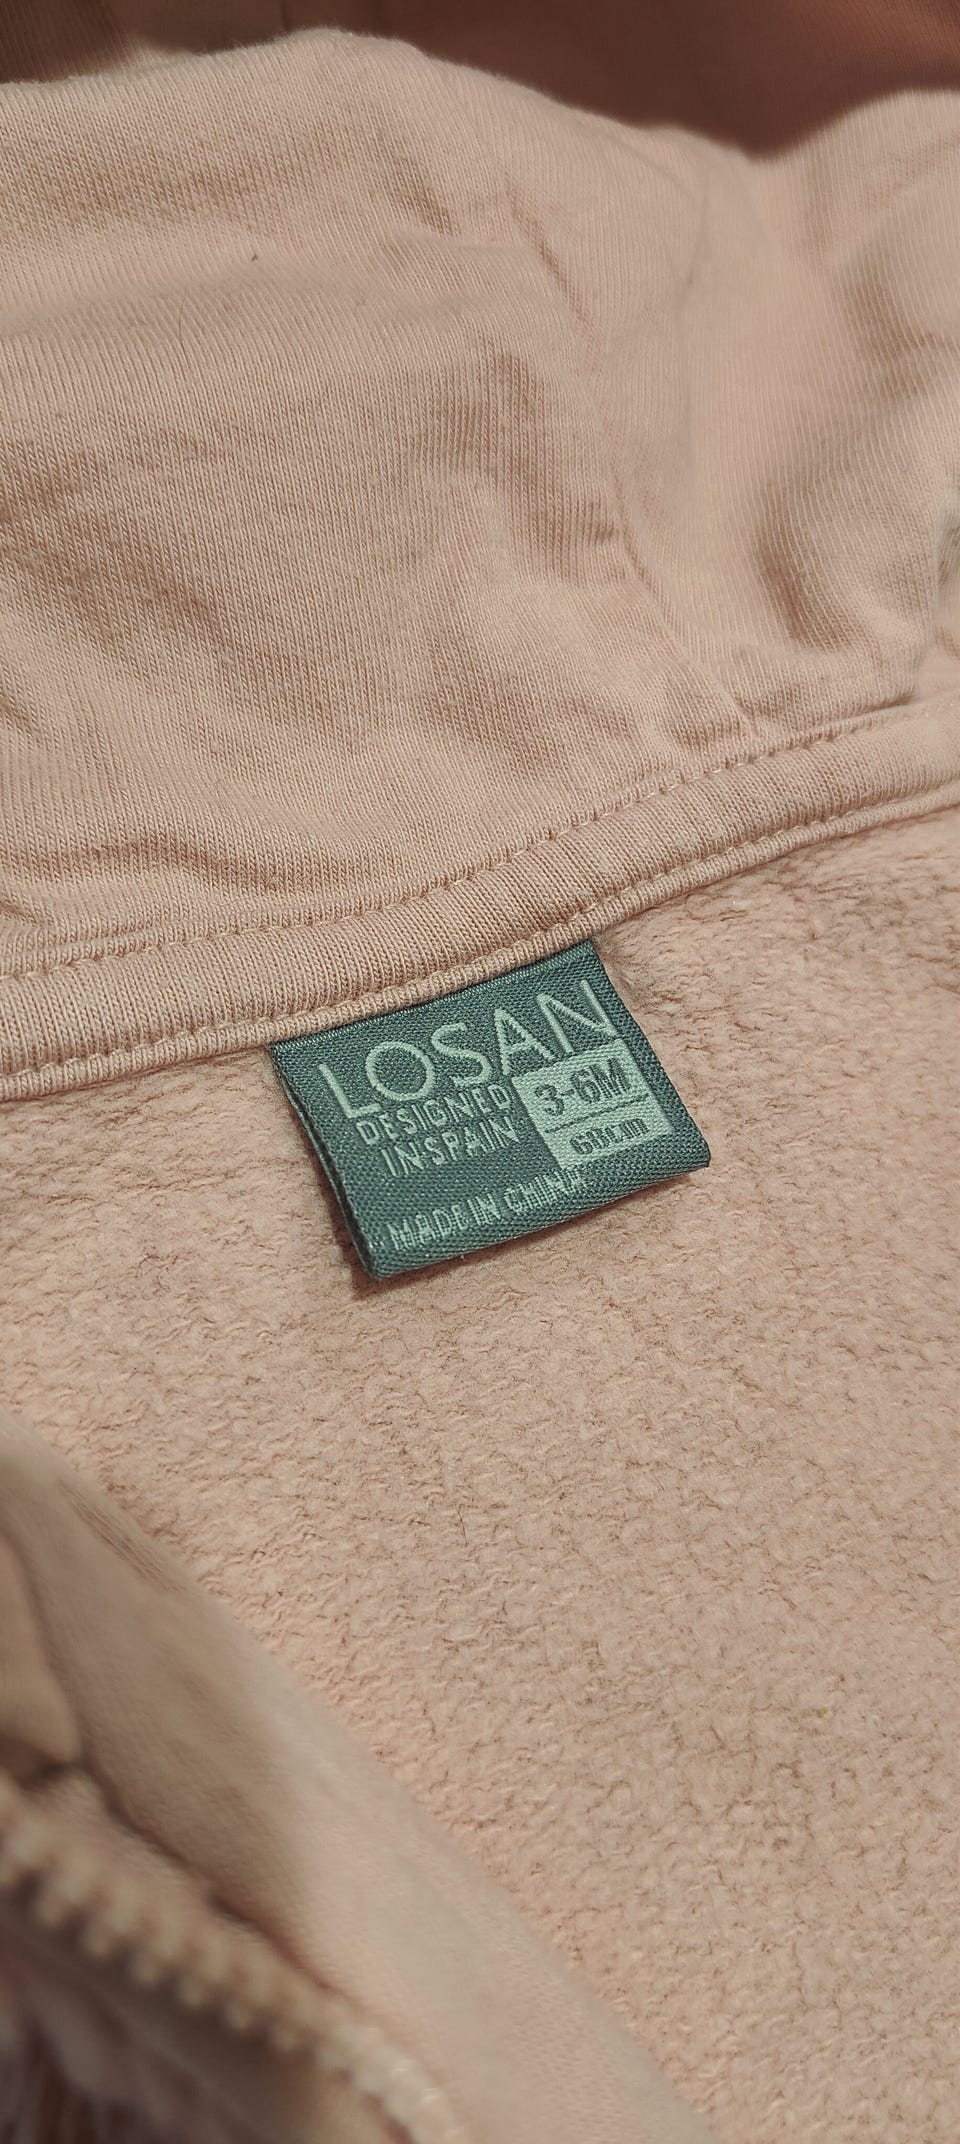 LOSAN
DESIGNED
IN SPAIN
3-6M
68cm
MADE IN CHINA